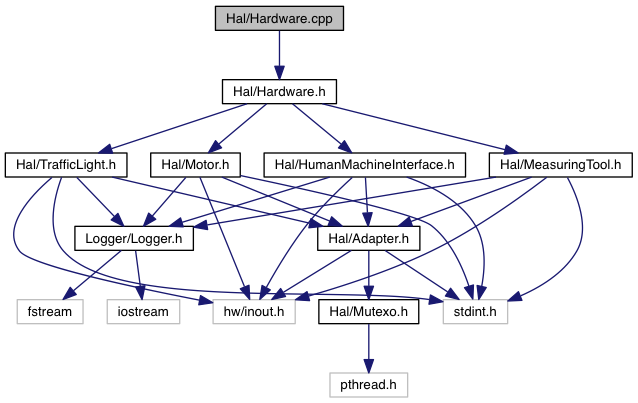 Hal/Hardware.cpp
Hal/Hardware.h
Hal/TrafficLight.h
Hal/Motor.h
Hal/HumanMachineInterface.h
Hal/MeasuringTool.h
Logger/Logger.h
Hal/Adapter.h
fstream
iostream
hw/inout.h
Hal/Mutexo.h
stdint.h
pthread.h